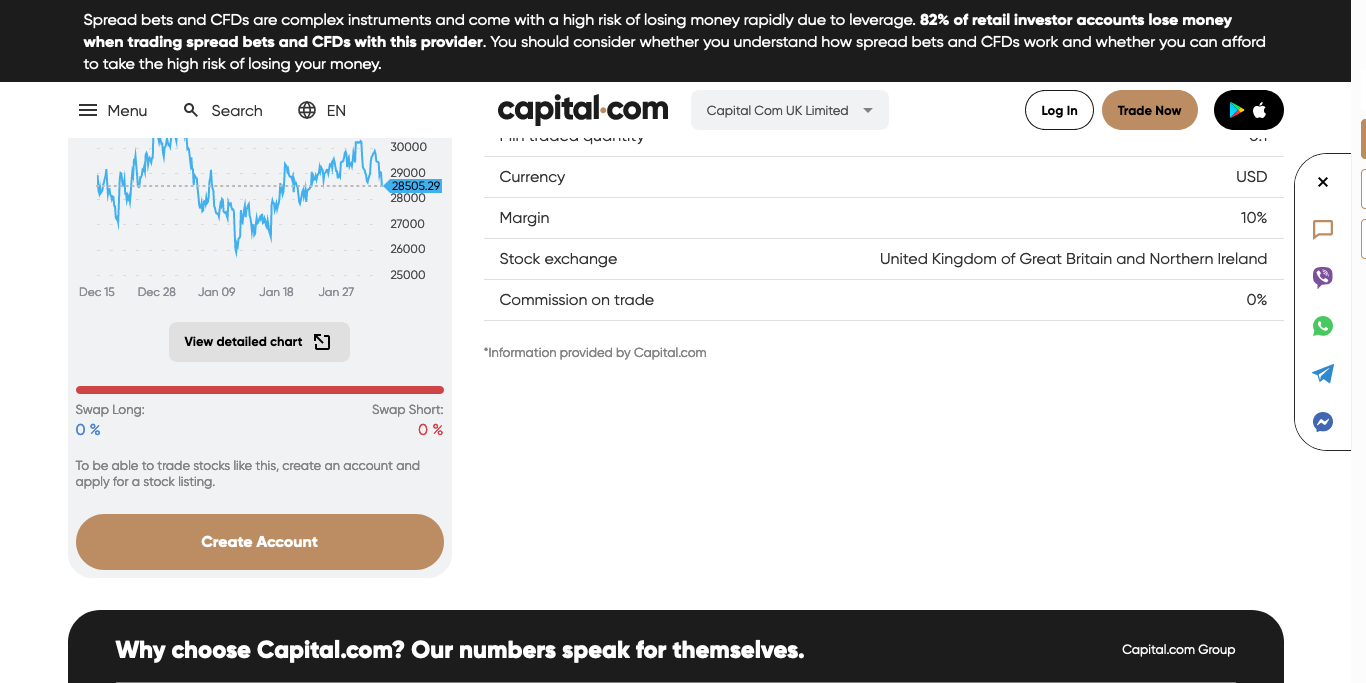 Spread bets and CFDs are complex instruments and come with a high risk of losing money rapidly due to leverage. 82% of retail investor accounts lose money
when trading spread bets and CFDs with this provider. You should consider whether you understand how spread bets and CFDs work and whether you can afford
to take the high risk of losing your money.
Menu
Search
EN
capital.com
Capital Com UK Limited
Log In
Trade Now
30000
29000
28505.29
28000
27000
26000
25000
Dec 15
Dec 28
Jan 09
Jan 18
Jan 27
View detailed chart
Swap Long:
Swap Short:
0 %
0 %
To be able to trade stocks like this, create an account and
apply for a stock listing.
Create Account
Min traded quantity
Currency
USD
Margin
10%
Stock exchange
United Kingdom of Great Britain and Northern Ireland
Commission on trade
0%
*Information provided by Capital.com
Why choose Capital.com? Our numbers speak for themselves.
Capital.com Group